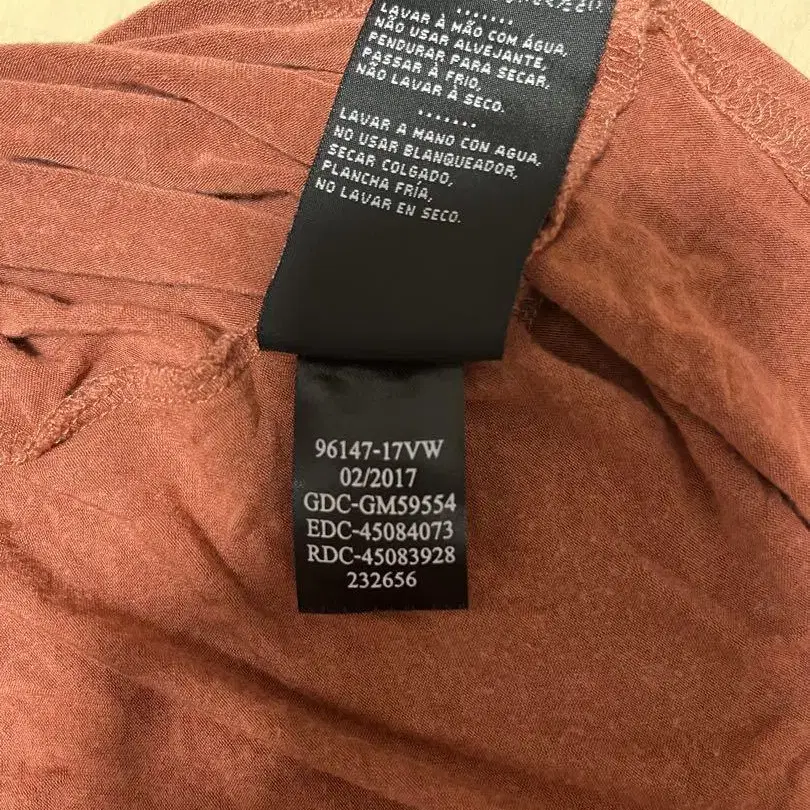 .......
LAVAR À MÃO COM ÁGUA,
NÃO USAR ALVEJANTE,
PENDURAR PARA SECAR,
PASSAR À FRIO,
NÃO LAVAR À SECO.
.......
LAVAR A MANO CON AGUA,
NO USAR BLANQUEADOR,
SECAR COLGADO,
PLANCHA FRÍA,
NO LAVAR EN SECO.
96147-17VW
02/2017
GDC-GM59554
EDC-45084073
RDC-45083928
232656